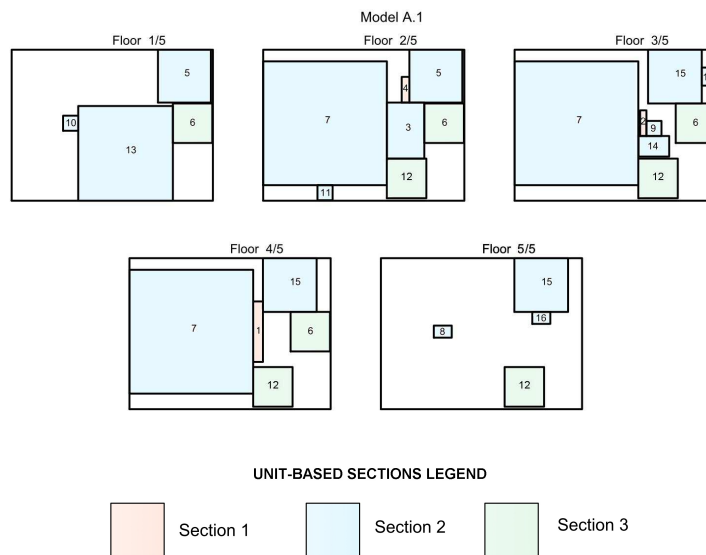 Model A.1
Floor 1/5
Floor 2/5
Floor 3/5
5
10
6
13
4
5
7
3
6
12
11
15
7
2
9
6
14
12
Floor 4/5
Floor 5/5
15
7
1
6
12
15
16
8
12
UNIT-BASED SECTIONS LEGEND
Section 1
Section 2
Section 3